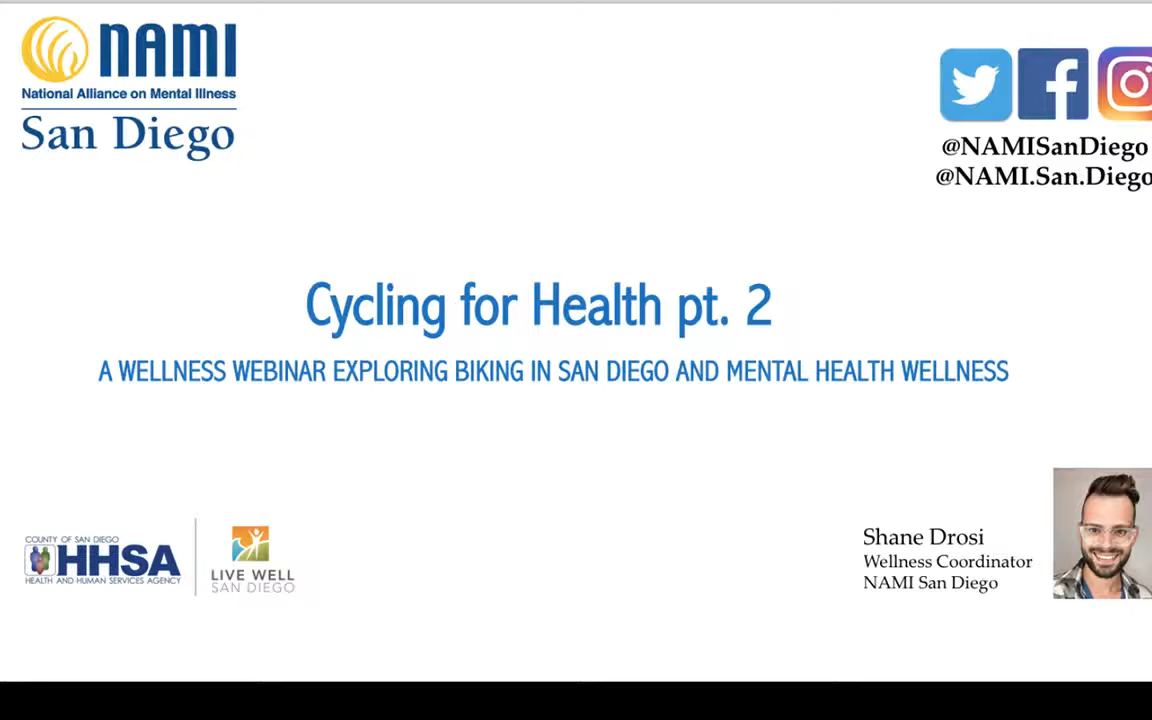 NAMI
National Alliance on Mental Illness
San Diego
@NAMISanDiego
@NAMI.San.Diego
Cycling for Health pt. 2
A WELLNESS WEBINAR EXPLORING BIKING IN SAN DIEGO AND MENTAL HEALTH WELLNESS
COUNTY OF SAN DIEGO
HHSA
HEALTH AND HUMAN SERVICES AGENCY
LIVE WELL
SAN DIEGO
Shane Drosi
Wellness Coordinator
NAMI San Diego